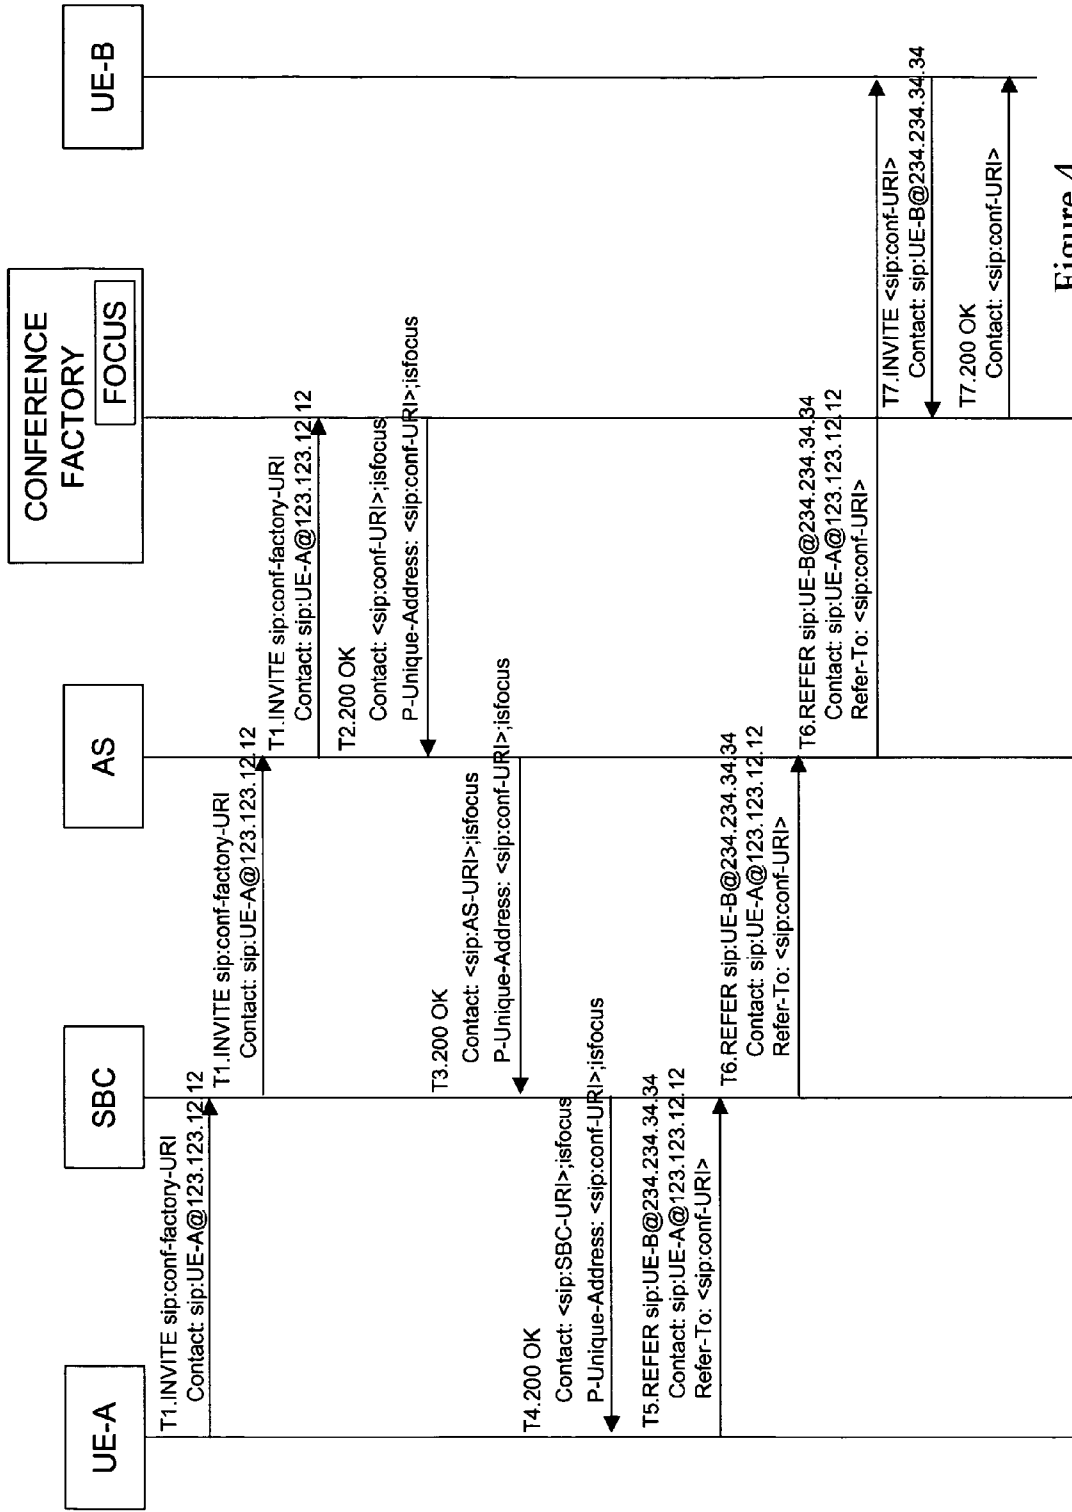 UE-A
SBC
AS
CONFERENCE
FACTORY
FOCUS
UE-B
T1.INVITE sip:conf-factory-URI
Contact: sip:UE-A@123.123.12.12
T1.INVITE sip:conf-factory-URI
Contact: sip:UE-A@123.123.12.12
T1.INVITE sip:conf-factory-URI
Contact: sip:UE-A@123.123.12.12
T2.200 OK
Contact: <sip:conf-URI>;isfocus
P-Unique-Address: <sip:conf-URI>;isfocus
T3.200 OK
Contact: <sip:AS-URI>;isfocus
P-Unique-Address: <sip:conf-URI>;isfocus
T4.200 OK
Contact: <sip:SBC-URI>;isfocus
P-Unique-Address: <sip:conf-URI>;isfocus
T5.REFER sip:UE-B@234.234.34.34
Contact: sip:UE-A@123.123.12.12
Refer-To: <sip:conf-URI>
T6.REFER sip:UE-B@234.234.34.34
Contact: sip:UE-A@123.123.12.12
Refer-To: <sip:conf-URI>
T6.REFER sip:UE-B@234.234.34.34
Contact: sip:UE-A@123.123.12.12
Refer-To: <sip:conf-URI>
T7.INVITE <sip:conf-URI>
Contact: sip:UE-B@234.234.34.34
T7.200 OK
Contact: <sip:conf-URI>
Figure 4